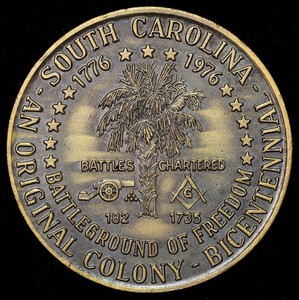 SOUTH CAROLINA -
AN ORIGINAL COLONY - BICENTENNIAL -
1776 1976
BATTLES CHARTERED
182 1735
BATTLEGROUND OF FREEDOM